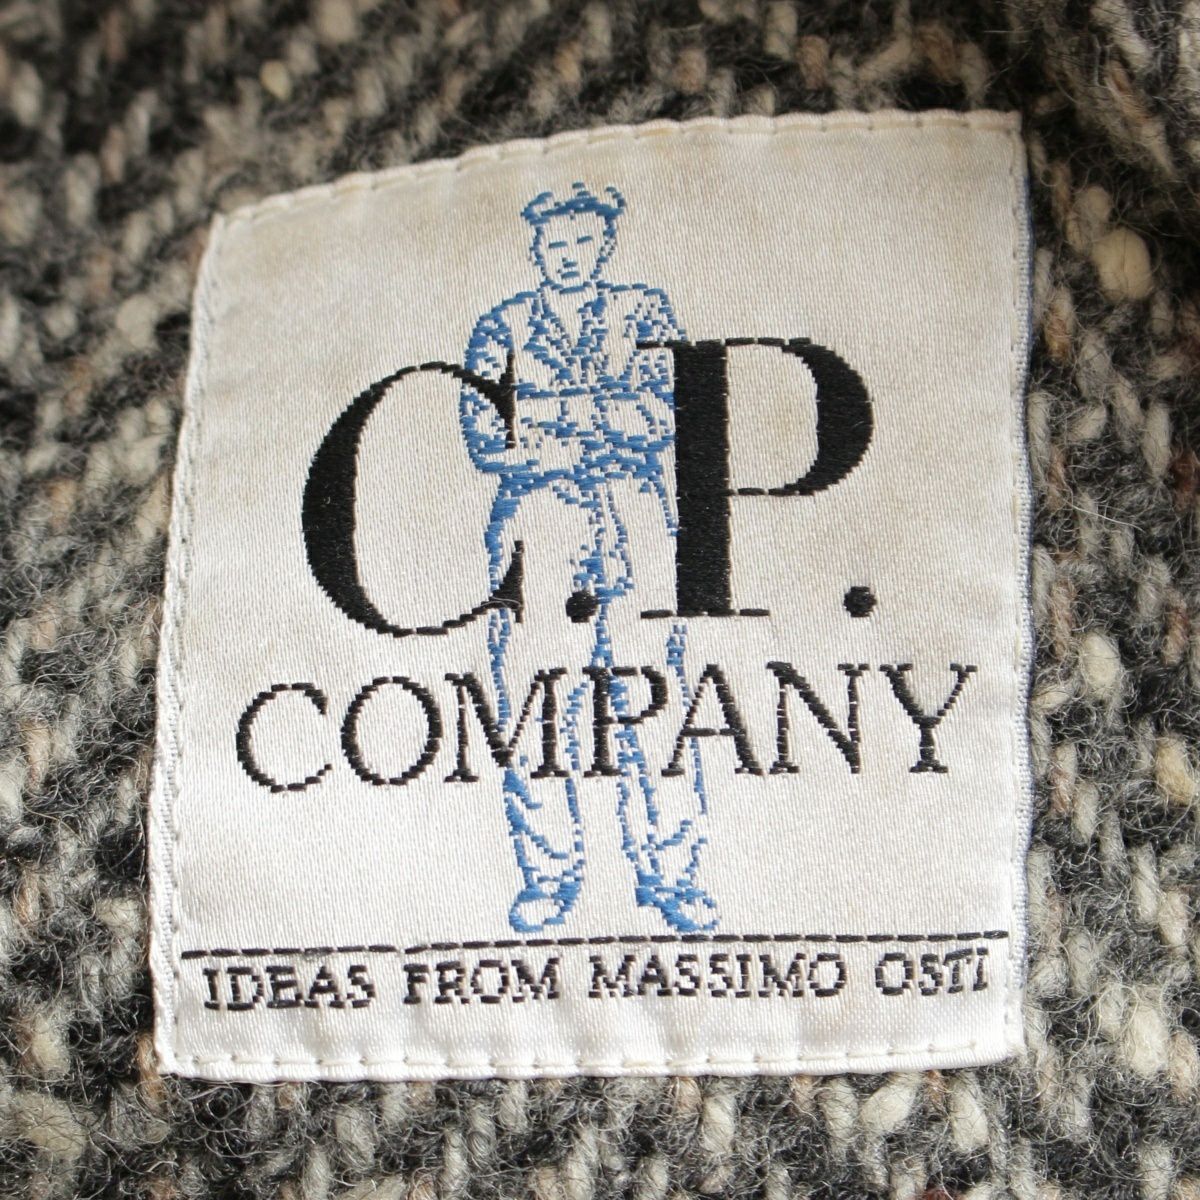 C.P.
COMPANY
IDEAS FROM MASSIMO OSTI